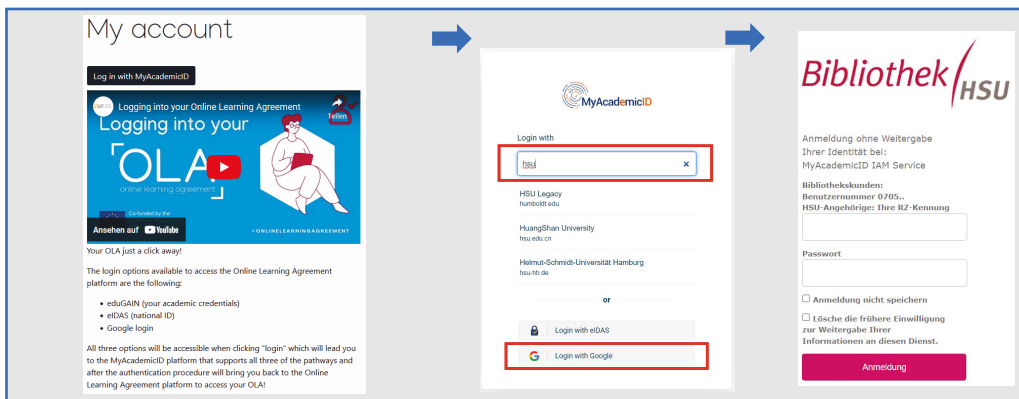 My account
Log in with MyAcademicID
Logging into your Online Learning Agreement
Teilen
Logging into your
OLA
online learning agreement
Co-funded by the
Ansehen auf YouTube
#ONLINELEARNINGAGREEMENT
Your OLA just a click away!
The login options available to access the Online Learning Agreement
platform are the following:
• eduGAIN (your academic credentials)
• eIDAS (national ID)
• Google login
All three options will be accessible when clicking "login" which will lead you
to the MyAcademicID platform that supports all three of the pathways and
after the authentication procedure will bring you back to the Online
Learning Agreement platform to access your OLA!
MyAcademicID
Login with
hsu
HSU Legacy
humboldt.edu
HuangShan University
hsu.edu.cn
Helmut-Schmidt-Universität Hamburg
hsu-hh.de
or
Login with eIDAS
Login with Google
Bibliothek HSU
Anmeldung ohne Weitergabe
Ihrer Identität bei:
MyAcademicID IAM Service
Bibliothekskunden:
Benutzernummer 0705..
HSU-Angehörige: Ihre RZ-Kennung
Passwort
Anmeldung nicht speichern
Lösche die frühere Einwilligung
zur Weitergabe Ihrer
Informationen an diesen Dienst.
Anmeldung